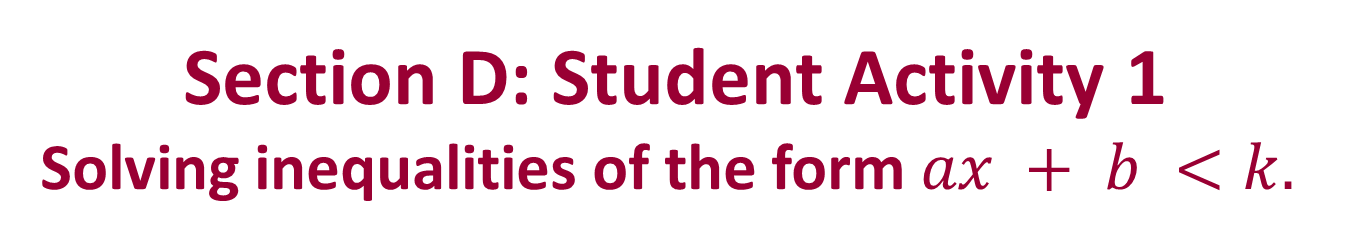 Section D: Student Activity 1
Solving inequalities of the form 𝑎𝑥 + 𝑏 < 𝑘.